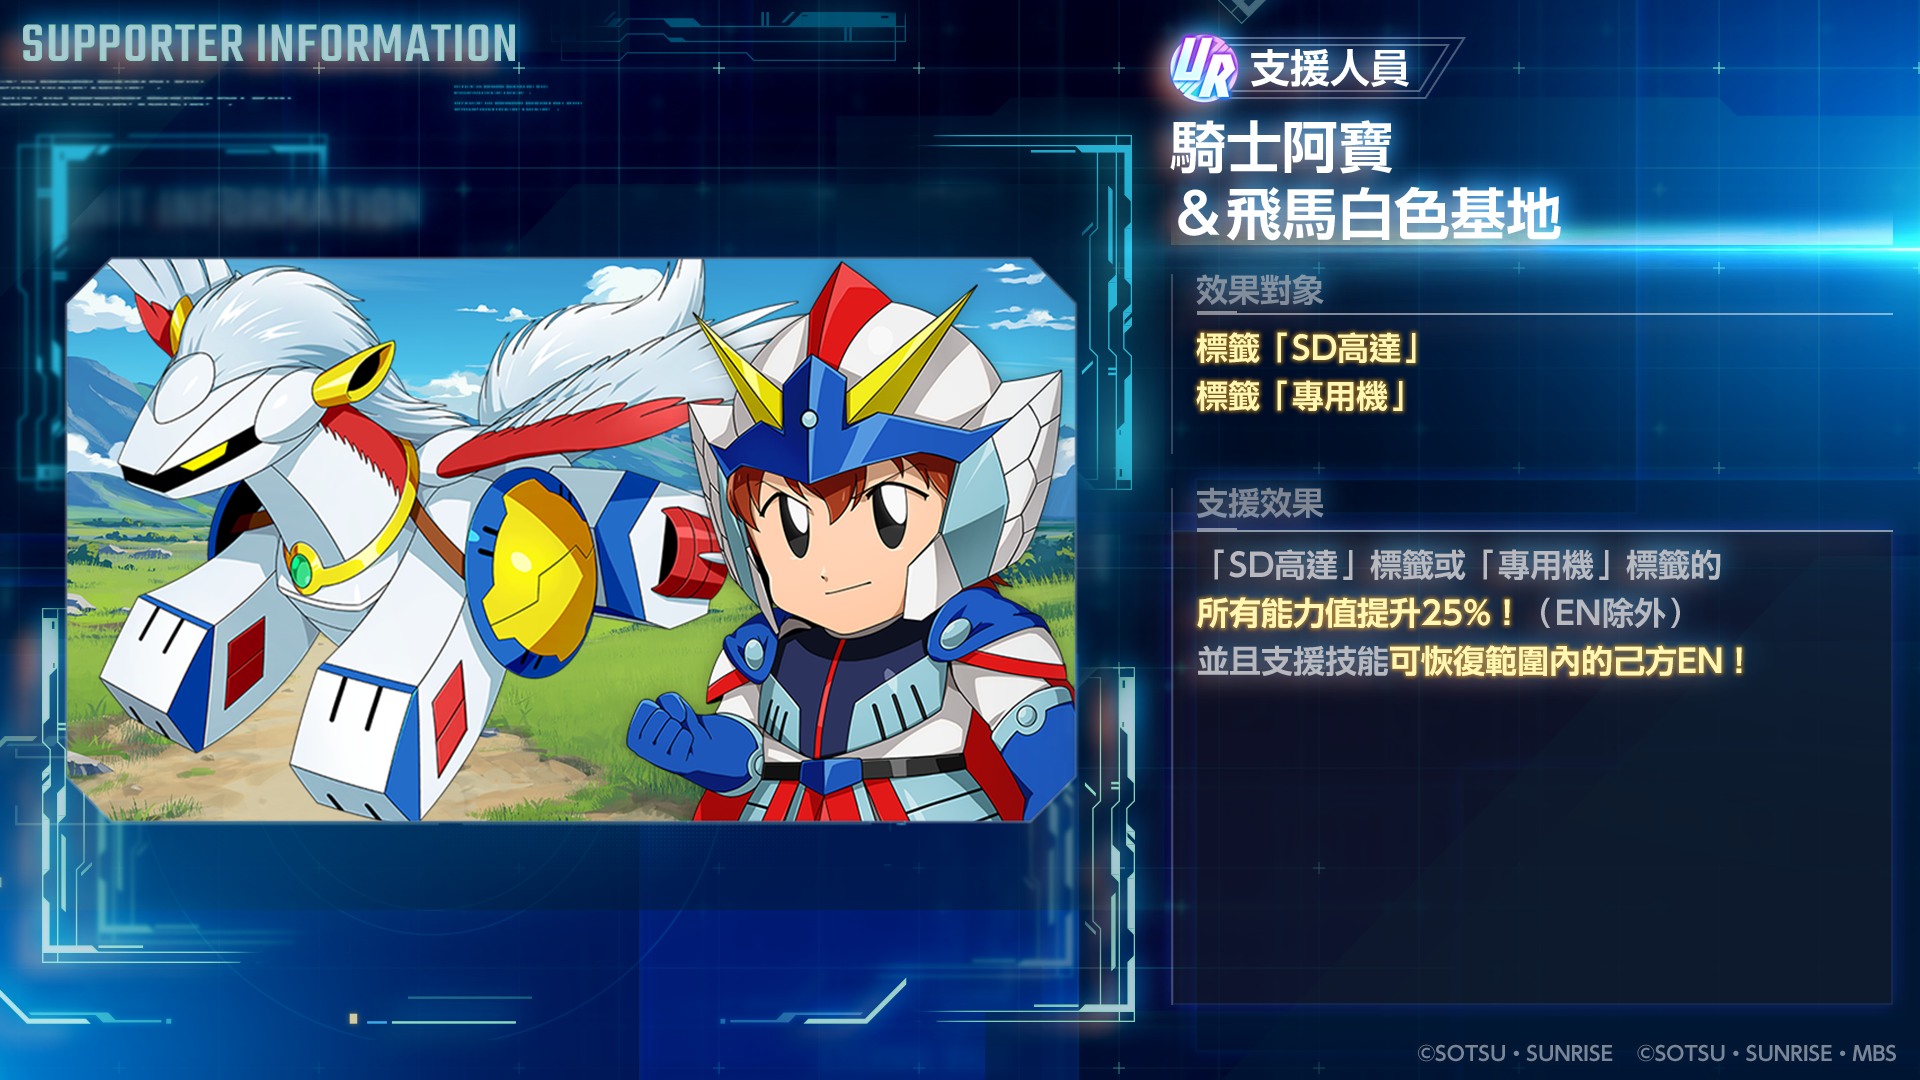 SUPPORTER INFORMATION
UR 支援人員
騎士阿寶
＆飛馬白色基地
效果對象
標籤「SD高達」
標籤「專用機」
支援效果
「SD高達」標籤或「專用機」標籤的
所有能力值提升25%！（EN除外）
並且支援技能可恢復範圍內的己方EN！
©SOTSU・SUNRISE ©SOTSU・SUNRISE・MBS